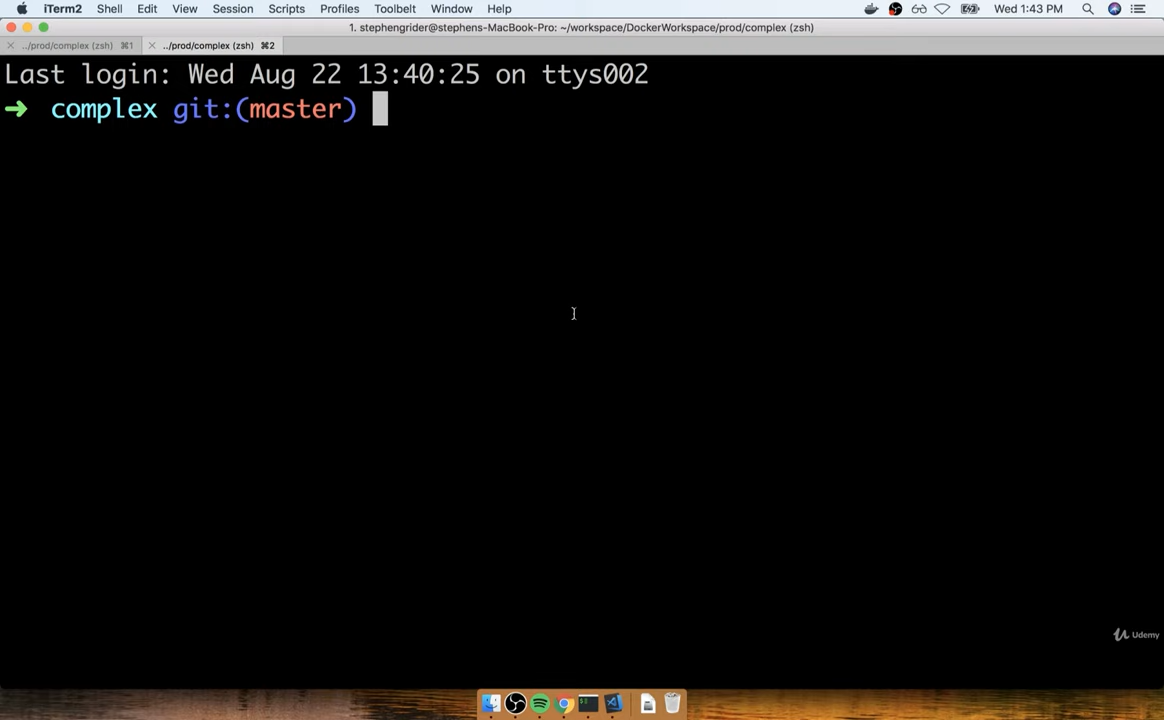 iTerm2 Shell Edit View Session Scripts Profiles Toolbelt Window Help Wed 1:43 PM
1. stephengrider@stephens-MacBook-Pro: ~/workspace/DockerWorkspace/prod/complex (zsh)
../prod/complex (zsh) ⌘1 ../prod/complex (zsh) ⌘2
Last login: Wed Aug 22 13:40:25 on ttys002
➜ complex git:(master)
Udemy